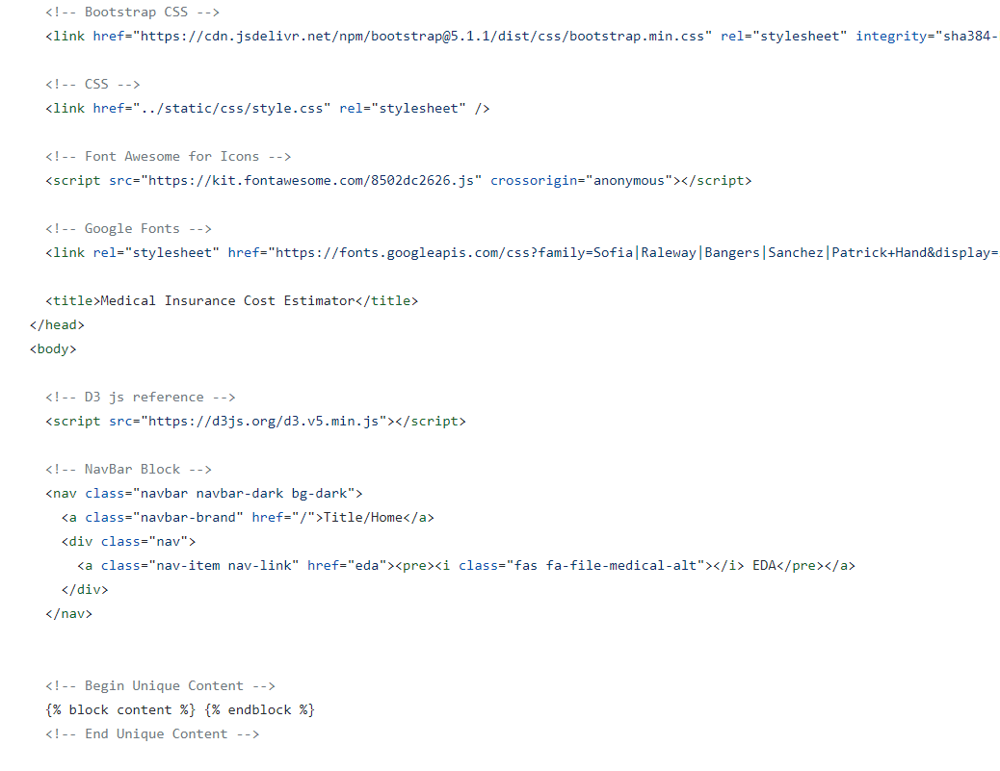 <!-- Bootstrap CSS -->
<link href="https://cdn.jsdelivr.net/npm/bootstrap@5.1.1/dist/css/bootstrap.min.css" rel="stylesheet" integrity="sha384-
<!-- CSS -->
<link href="../static/css/style.css" rel="stylesheet" />
<!-- Font Awesome for Icons -->
<script src="https://kit.fontawesome.com/8502dc2626.js" crossorigin="anonymous"></script>
<!-- Google Fonts -->
<link rel="stylesheet" href="https://fonts.googleapis.com/css?family=Sofia|Raleway|Bangers|Sanchez|Patrick+Hand&display=
<title>Medical Insurance Cost Estimator</title>
</head>
<body>
<!-- D3 js reference -->
<script src="https://d3js.org/d3.v5.min.js"></script>
<!-- NavBar Block -->
<nav class="navbar navbar-dark bg-dark">
<a class="navbar-brand" href="/">Title/Home</a>
<div class="nav">
<a class="nav-item nav-link" href="eda"><pre><i class="fas fa-file-medical-alt"></i> EDA</pre></a>
</div>
</nav>
<!-- Begin Unique Content -->
{% block content %} {% endblock %}
<!-- End Unique Content -->